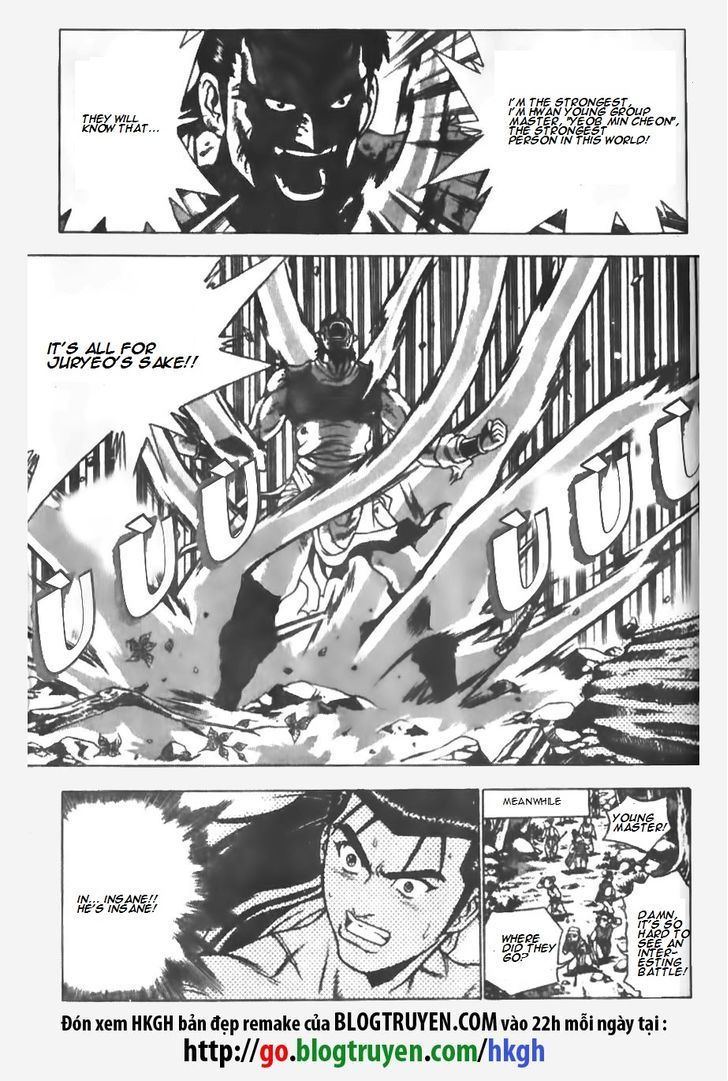 THEY WILL
KNOW THAT...
I'M THE STRONGEST,
I'M HWAN YOUNG GROUP
MASTER, "YEOB MIN CHEON",
THE STRONGEST
PERSON IN THIS WORLD!
IT'S ALL FOR
JURYEO'S SAKE!!
Ù Ù Ù
Ù Ù Ù
IN... INSANE!!
HE'S INSANE!
MEANWHILE
YOUNG
MASTER!
WHERE
DID THEY
GO?
DAMN,
IT'S SO
HARD TO
SEE AN
INTER-
ESTING
BATTLE!
Đón xem HKGH bản đẹp remake của BLOGTRUYEN.COM vào 22h mỗi ngày tại :
http://go.blogtruyen.com/hkgh